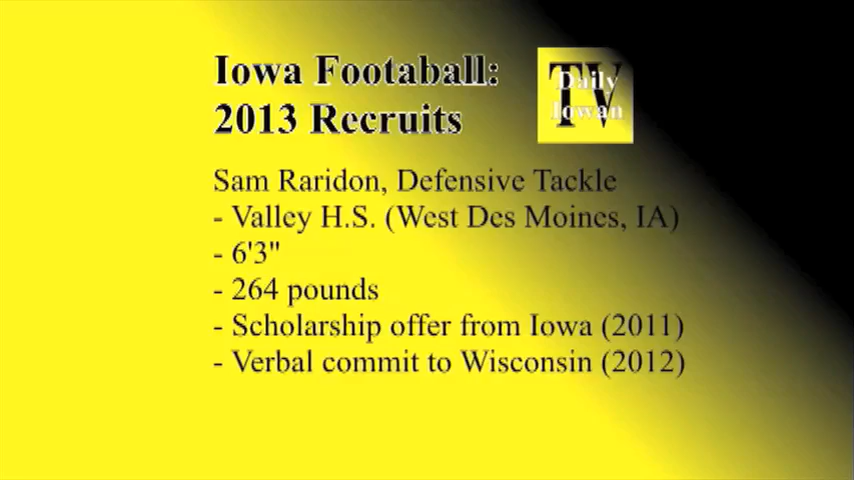 Iowa Footaball:
2013 Recruits
TV
Daily
Iowan
Sam Raridon, Defensive Tackle
- Valley H.S. (West Des Moines, IA)
- 6'3"
- 264 pounds
- Scholarship offer from Iowa (2011)
- Verbal commit to Wisconsin (2012)